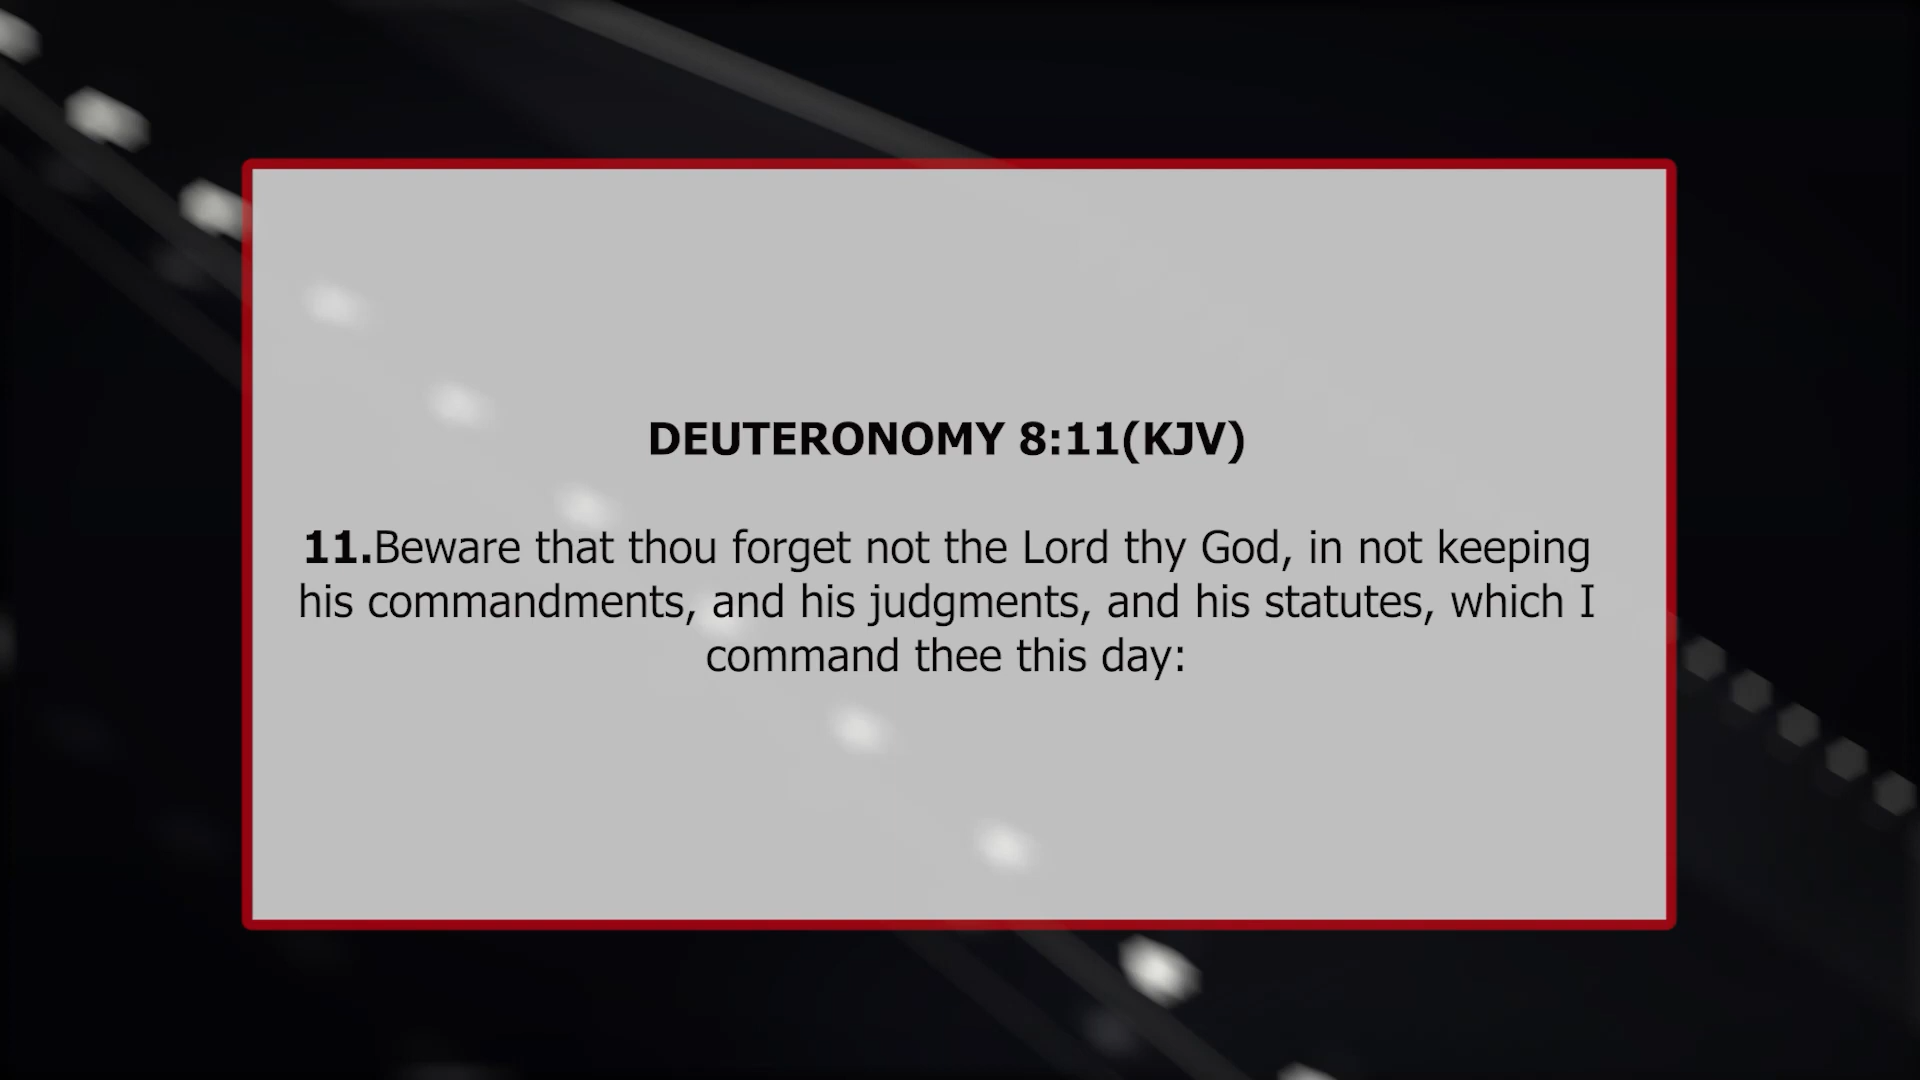 DEUTERONOMY 8:11(KJV)
11.Beware that thou forget not the Lord thy God, in not keeping
his commandments, and his judgments, and his statutes, which I
command thee this day: